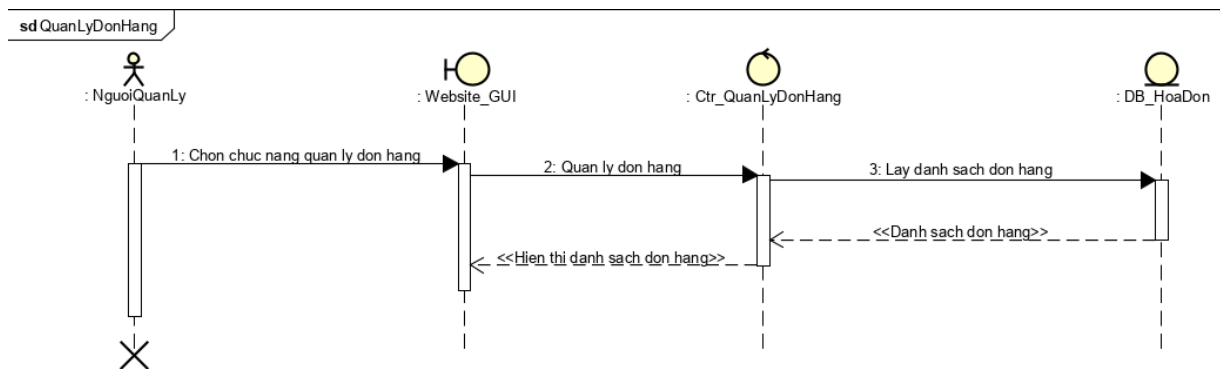 sd QuanLyDonHang
: NguoiQuanLy
: Website_GUI
: Ctr_QuanLyDonHang
: DB_HoaDon
1: Chon chuc nang quan ly don hang
2: Quan ly don hang
3: Lay danh sach don hang
<<Danh sach don hang>>
<<Hien thi danh sach don hang>>